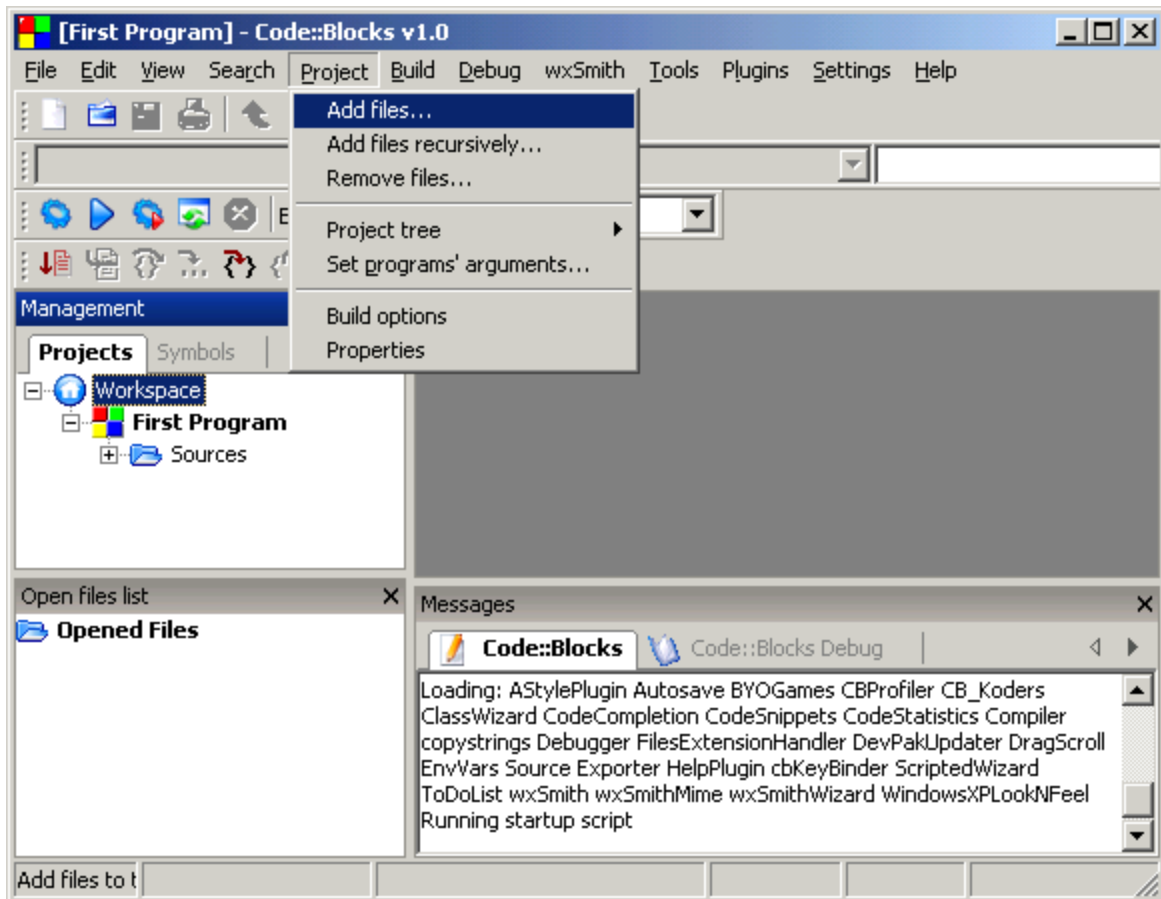 [First Program] - Code::Blocks v1.0
File Edit View Search Project Build Debug wxSmith Tools Plugins Settings Help
Add files...
Add files recursively...
Remove files...
Project tree
Set programs' arguments...
Build options
Properties
Management
Projects Symbols
Workspace
First Program
Sources
Open files list
Opened Files
Messages
Code::Blocks Code::Blocks Debug
Loading: AStylePlugin Autosave BYOGames CBProfiler CB_Koders
ClassWizard CodeCompletion CodeSnippets CodeStatistics Compiler
copystrings Debugger FilesExtensionHandler DevPakUpdater DragScroll
EnvVars Source Exporter HelpPlugin cbKeyBinder ScriptedWizard
ToDoList wxSmith wxSmithMime wxSmithWizard WindowsXPLookNFeel
Running startup script
Add files to t